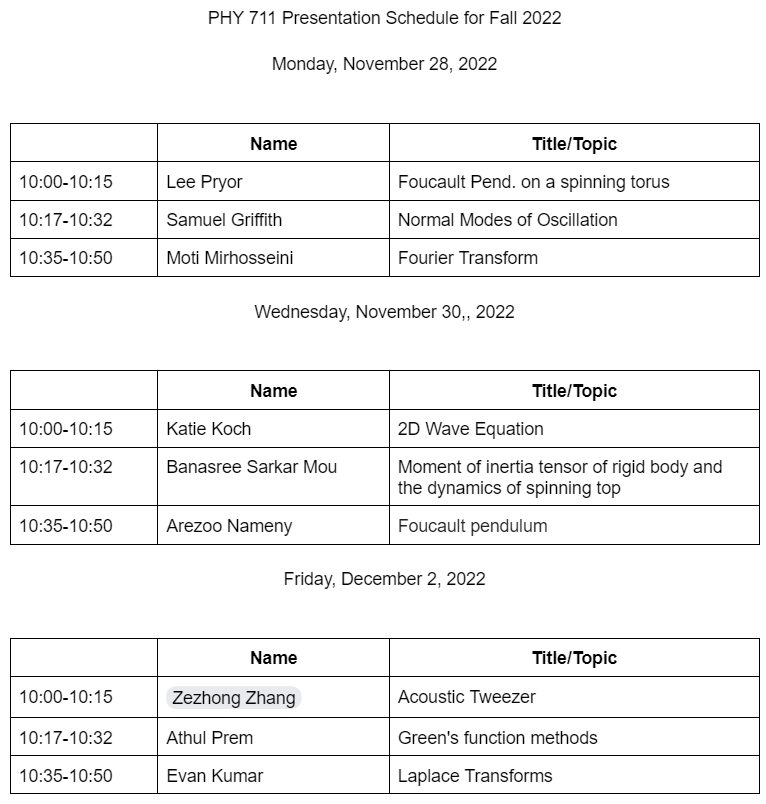 PHY 711 Presentation Schedule for Fall 2022
Monday, November 28, 2022
Name Title/Topic
10:00-10:15 Lee Pryor Foucault Pend. on a spinning torus
10:17-10:32 Samuel Griffith Normal Modes of Oscillation
10:35-10:50 Moti Mirhosseini Fourier Transform
Wednesday, November 30,, 2022
Name Title/Topic
10:00-10:15 Katie Koch 2D Wave Equation
10:17-10:32 Banasree Sarkar Mou Moment of inertia tensor of rigid body and
the dynamics of spinning top
10:35-10:50 Arezoo Nameny Foucault pendulum
Friday, December 2, 2022
Name Title/Topic
10:00-10:15 Zezhong Zhang Acoustic Tweezer
10:17-10:32 Athul Prem Green's function methods
10:35-10:50 Evan Kumar Laplace Transforms